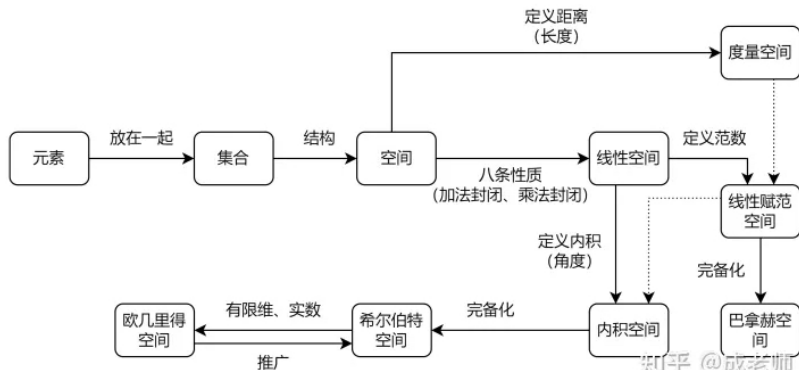 定义距离
（长度）
度量空间
元素
放在一起
集合
结构
空间
八条性质
（加法封闭、乘法封闭）
线性空间
定义范数
线性赋范
空间
定义内积
（角度）
完备化
欧几里得
空间
有限维、实数
推广
希尔伯特
空间
完备化
内积空间
巴拿赫空
间
知乎 @成老师